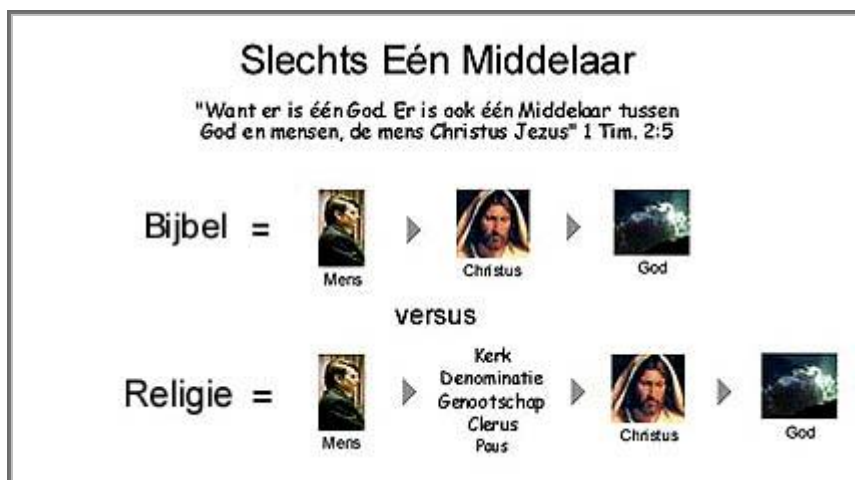 Slechts Eén Middelaar
"Want er is één God. Er is ook één Middelaar tussen
God en mensen, de mens Christus Jezus" 1 Tim. 2:5
Bijbel =
Mens
Christus
God
versus
Religie =
Mens
Kerk
Denominatie
Genootschap
Clerus
Paus
Christus
God